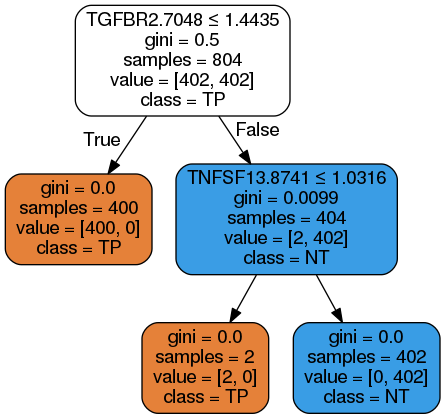 TGFBR2.7048 ≤ 1.4435
gini = 0.5
samples = 804
value = [402, 402]
class = TP
True
False
gini = 0.0
samples = 400
value = [400, 0]
class = TP
TNFSF13.8741 ≤ 1.0316
gini = 0.0099
samples = 404
value = [2, 402]
class = NT
gini = 0.0
samples = 2
value = [2, 0]
class = TP
gini = 0.0
samples = 402
value = [0, 402]
class = NT